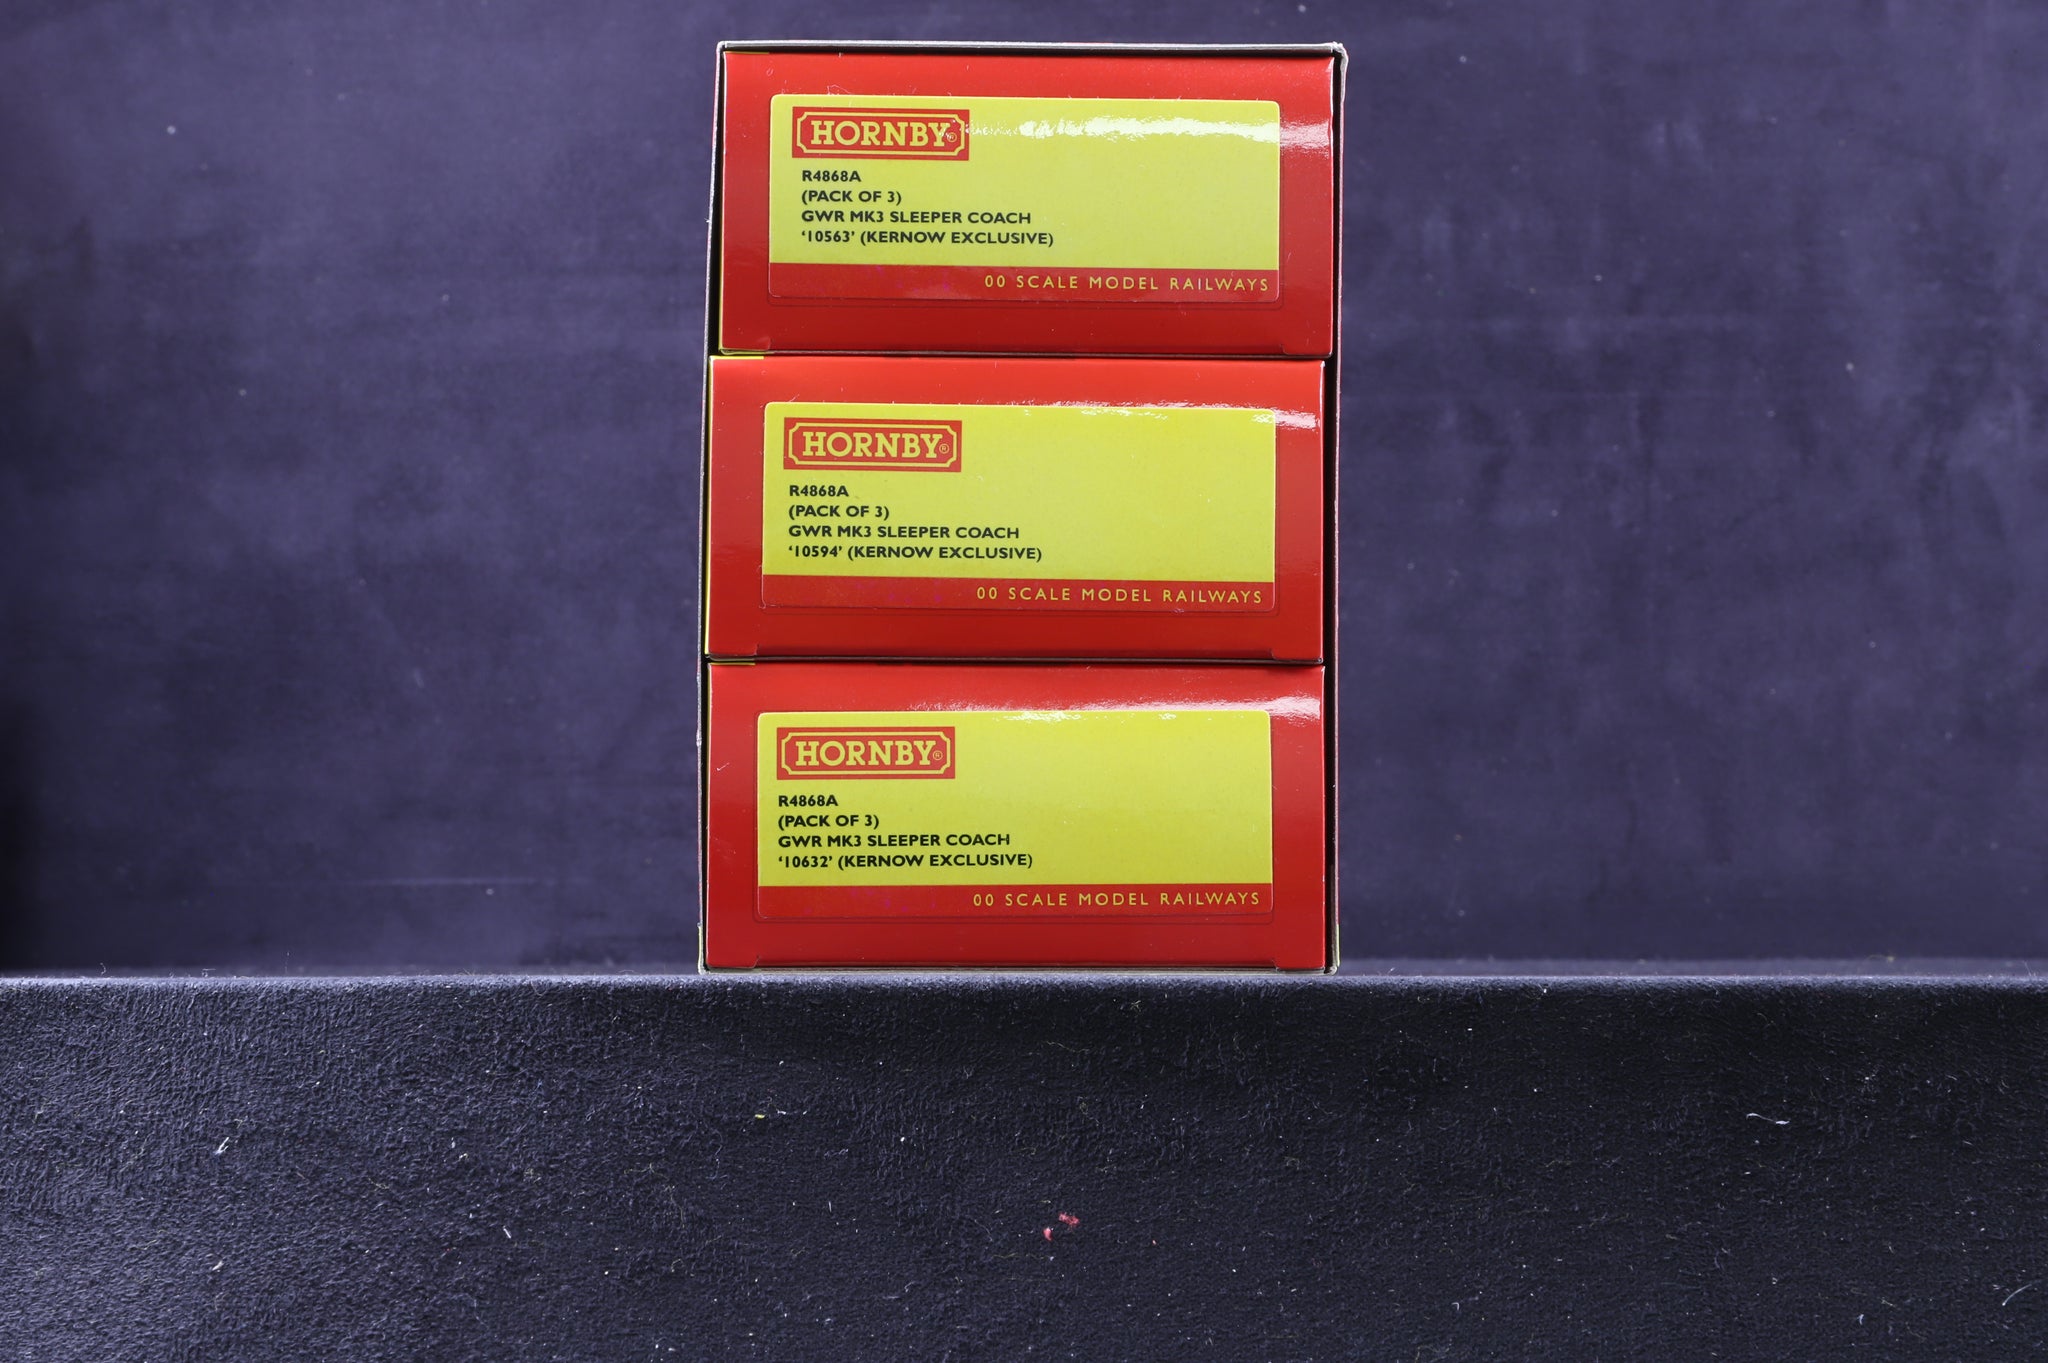 HORNBY®
R4868A
(PACK OF 3)
GWR MK3 SLEEPER COACH
‘10563’ (KERNOW EXCLUSIVE)
00 SCALE MODEL RAILWAYS
HORNBY®
R4868A
(PACK OF 3)
GWR MK3 SLEEPER COACH
‘10594’ (KERNOW EXCLUSIVE)
00 SCALE MODEL RAILWAYS
HORNBY®
R4868A
(PACK OF 3)
GWR MK3 SLEEPER COACH
‘10632’ (KERNOW EXCLUSIVE)
00 SCALE MODEL RAILWAYS